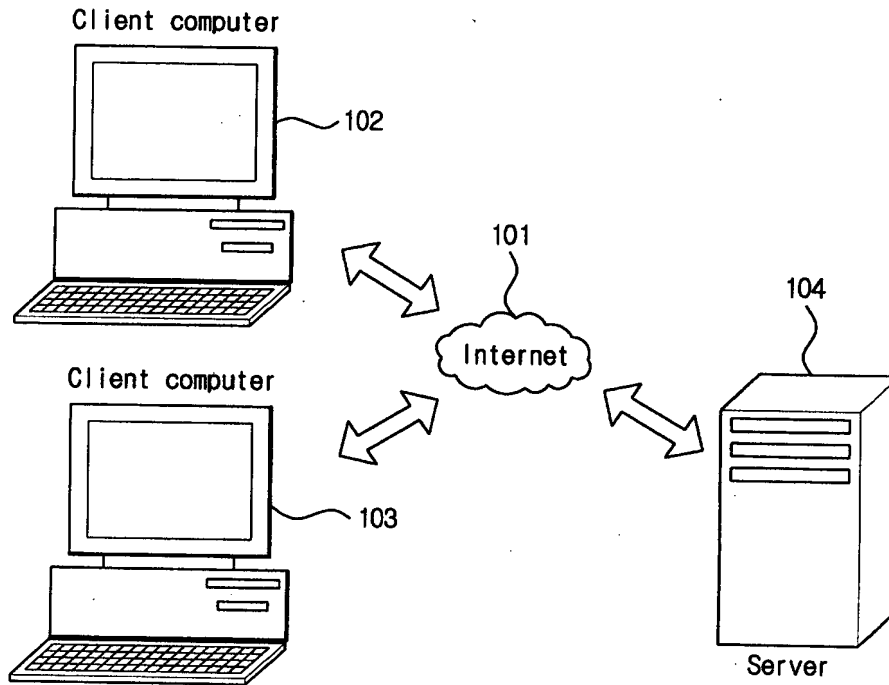 Client computer
102
101
104
Internet
Client computer
103
Server